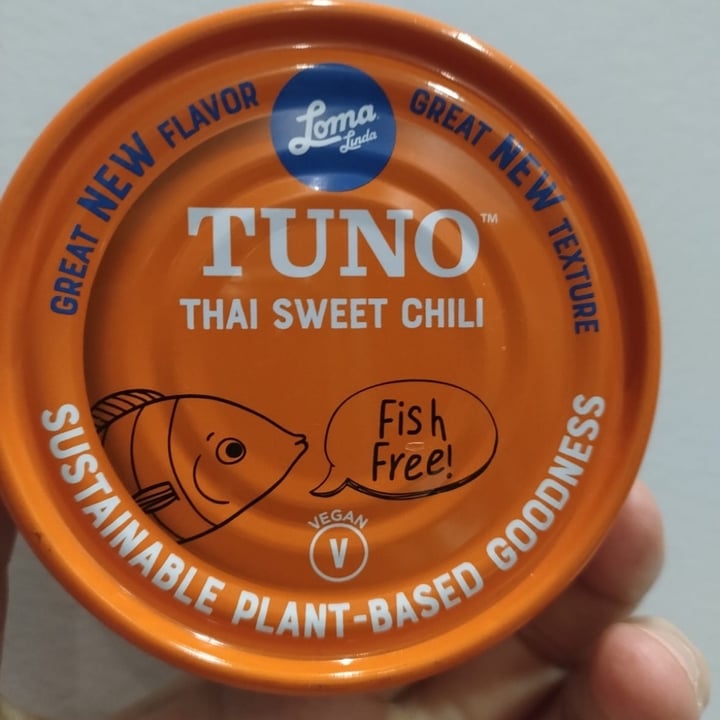 GREAT NEW FLAVOR
Loma
Linda
GREAT NEW TEXTURE
TUNO™
THAI SWEET CHILI
Fish
Free!
VEGAN
V
SUSTAINABLE PLANT-BASED GOODNESS